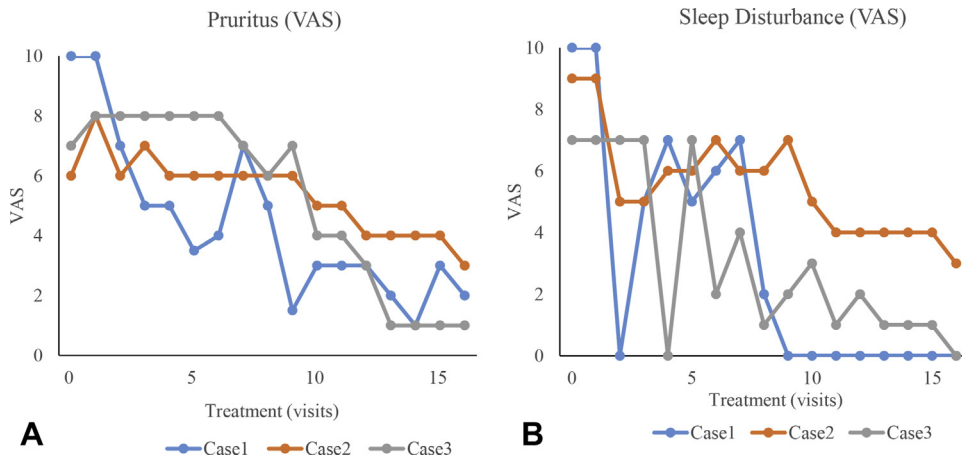 Pruritus (VAS)
10
8
6
4
2
0
VAS
0 5 10 15
Treatment (visits)
A
Case1 Case2 Case3
Sleep Disturbance (VAS)
10
8
6
4
2
0
VAS
0 5 10 15
Treatment (visits)
B
Case1 Case2 Case3